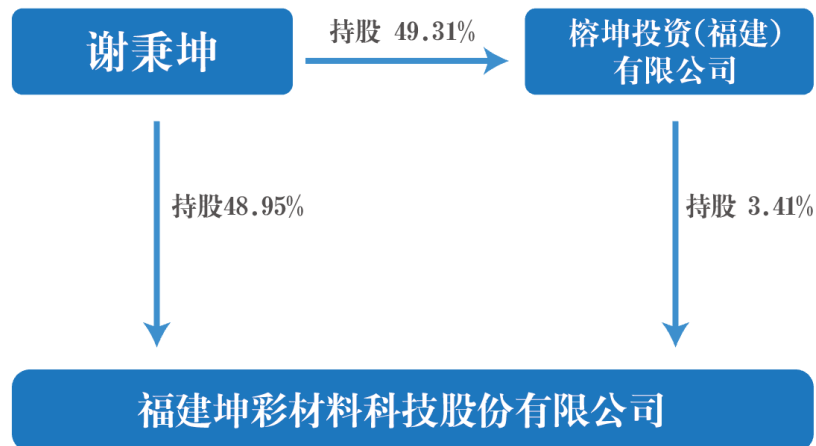 谢秉坤
持股 49.31%
榕坤投资(福建)
有限公司
持股48.95%
持股 3.41%
福建坤彩材料科技股份有限公司